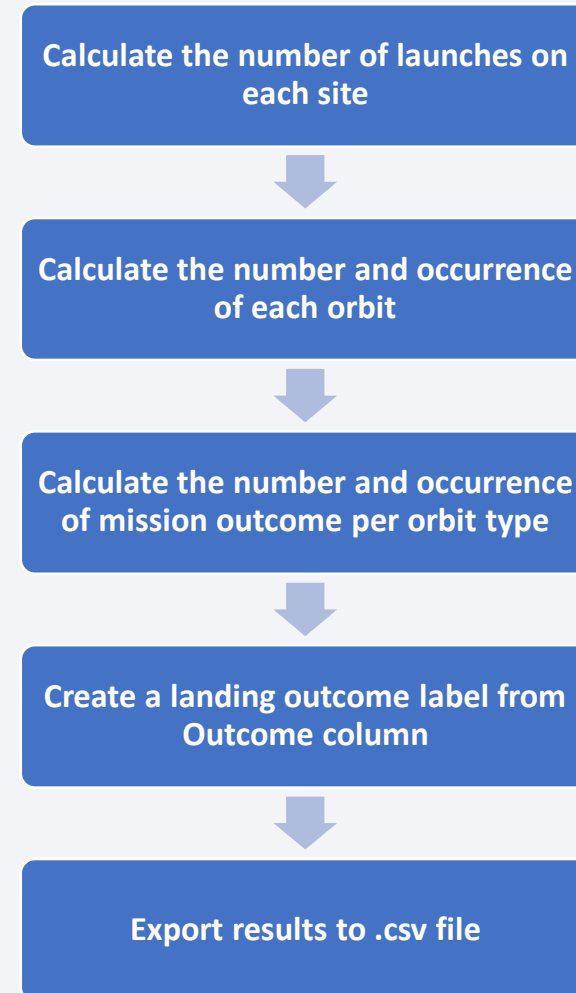 Calculate the number of launches on
each site
Calculate the number and occurrence
of each orbit
Calculate the number and occurrence
of mission outcome per orbit type
Create a landing outcome label from
Outcome column
Export results to .csv file